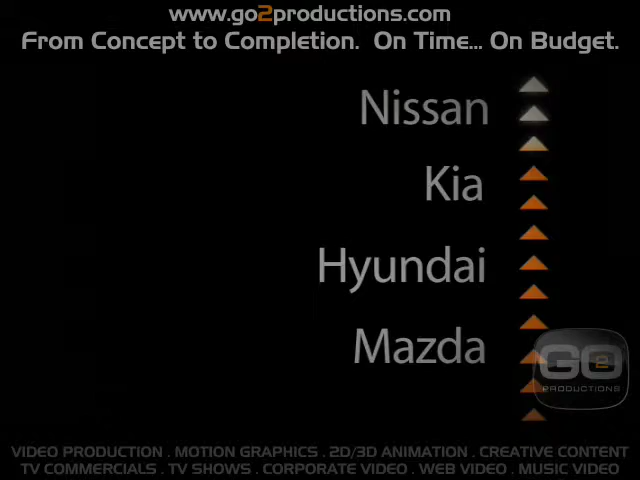 www.go2productions.com
From Concept to Completion. On Time... On Budget.
Nissan
Kia
Hyundai
Mazda
GO2
PRODUCTIONS
VIDEO PRODUCTION . MOTION GRAPHICS . 2D/3D ANIMATION . CREATIVE CONTENT
TV COMMERCIALS . TV SHOWS . CORPORATE VIDEO . WEB VIDEO . MUSIC VIDEO